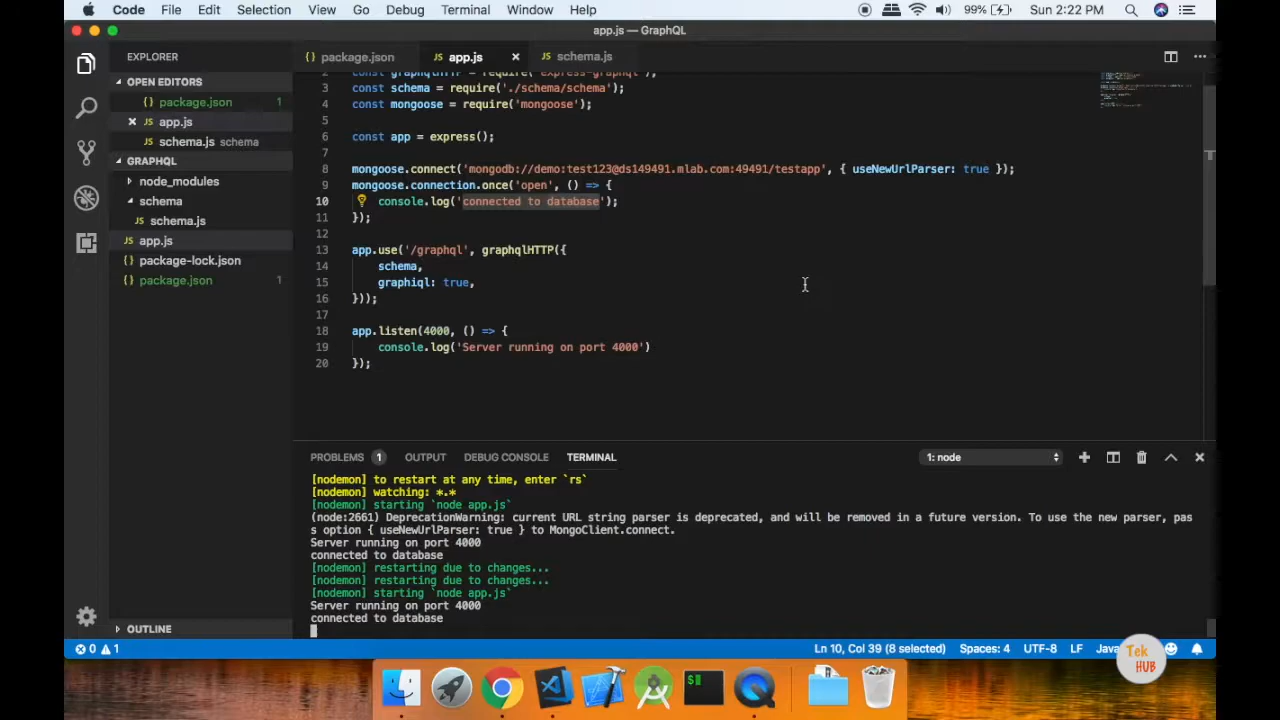 Code File Edit Selection View Go Debug Terminal Window Help 99% Sun 2:22 PM
app.js — GraphQL
EXPLORER
package.json
app.js
schema.js
OPEN EDITORS
package.json 1
app.js
schema.js schema
GRAPHQL
node_modules
schema
schema.js
app.js
package-lock.json
package.json 1
OUTLINE
2 const graphqlHTTP = require('express-graphql');
3 const schema = require('./schema/schema');
4 const mongoose = require('mongoose');
5
6 const app = express();
7
8 mongoose.connect('mongodb://demo:test123@ds149491.mlab.com:49491/testapp', { useNewUrlParser: true });
9 mongoose.connection.once('open', () => {
10 console.log('connected to database');
11 });
12
13 app.use('/graphql', graphqlHTTP({
14 schema,
15 graphiql: true,
16 }));
17
18 app.listen(4000, () => {
19 console.log('Server running on port 4000')
20 });
PROBLEMS 1 OUTPUT DEBUG CONSOLE TERMINAL 1: node
[nodemon] to restart at any time, enter `rs`
[nodemon] watching: *.*
[nodemon] starting `node app.js`
(node:2661) DeprecationWarning: current URL string parser is deprecated, and will be removed in a future version. To use the new parser, pas
s option { useNewUrlParser: true } to MongoClient.connect.
Server running on port 4000
connected to database
[nodemon] restarting due to changes...
[nodemon] restarting due to changes...
[nodemon] starting `node app.js`
Server running on port 4000
connected to database
0 1 Ln 10, Col 39 (8 selected) Spaces: 4 UTF-8 LF Java
Tek
HUB